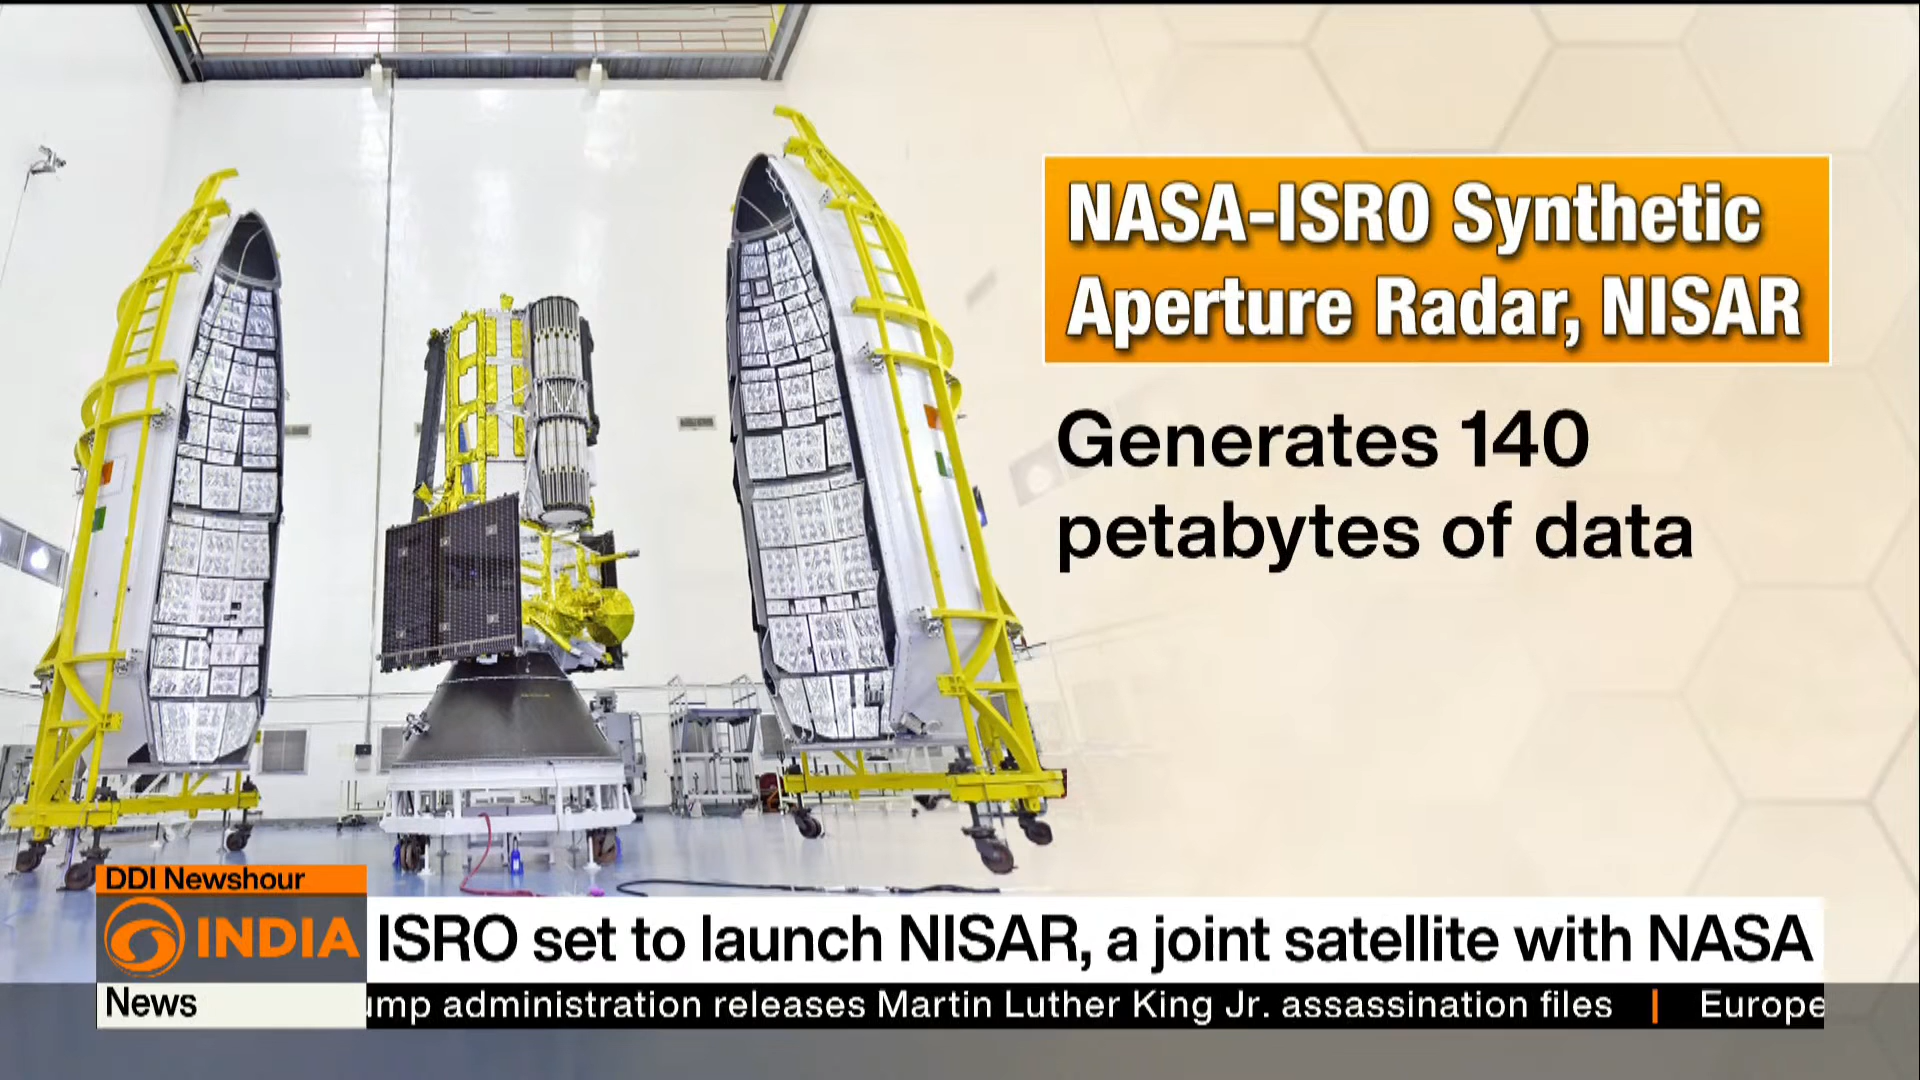 NASA-ISRO Synthetic
Aperture Radar, NISAR
Generates 140
petabytes of data
DDI Newshour
INDIA
ISRO set to launch NISAR, a joint satellite with NASA
News
administration releases Martin Luther King Jr. assassination files | Europe